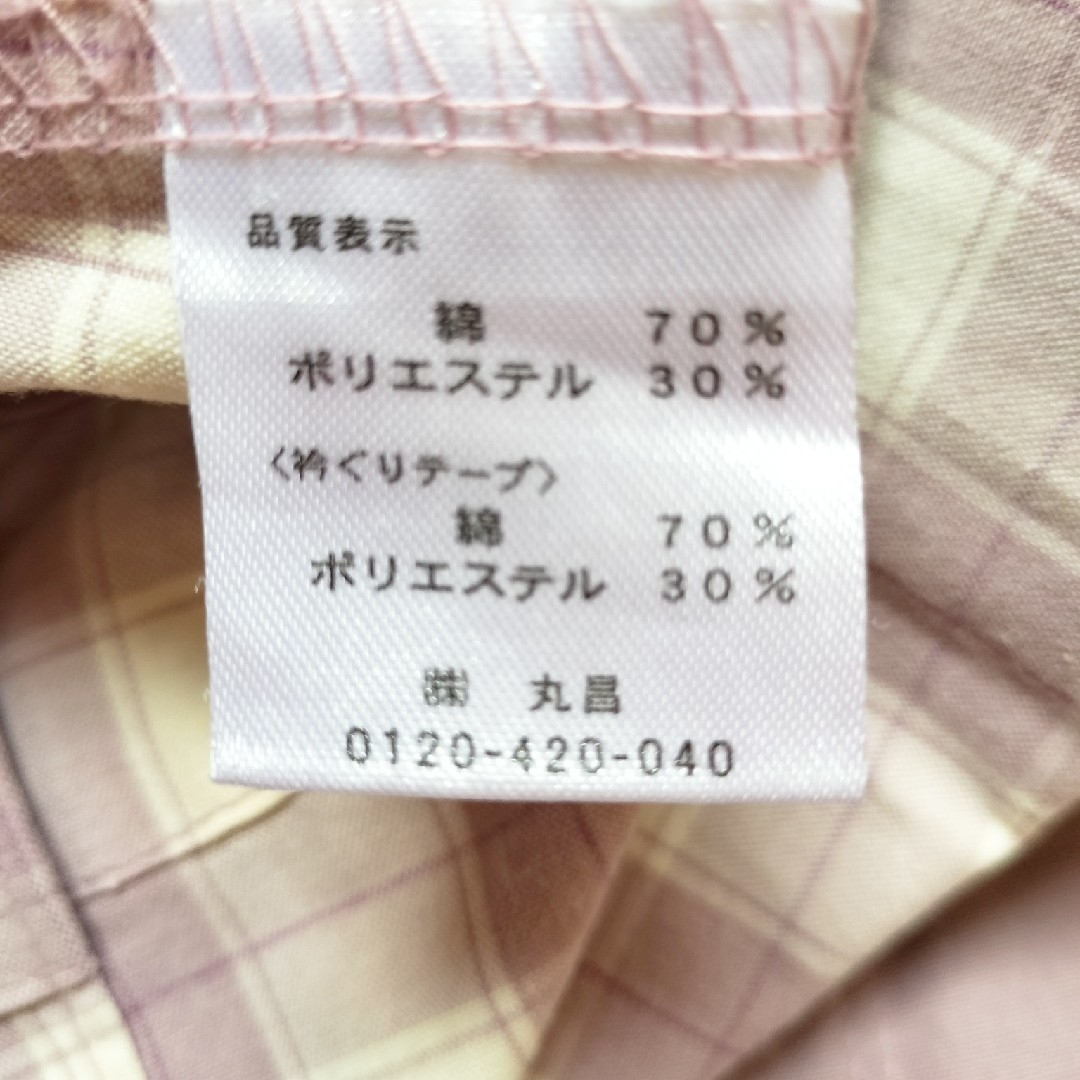 品質表示
綿 70%
ポリエステル 30%
〈衿ぐりテープ〉
綿 70%
ポリエステル 30%
㈱ 丸昌
0120-420-040